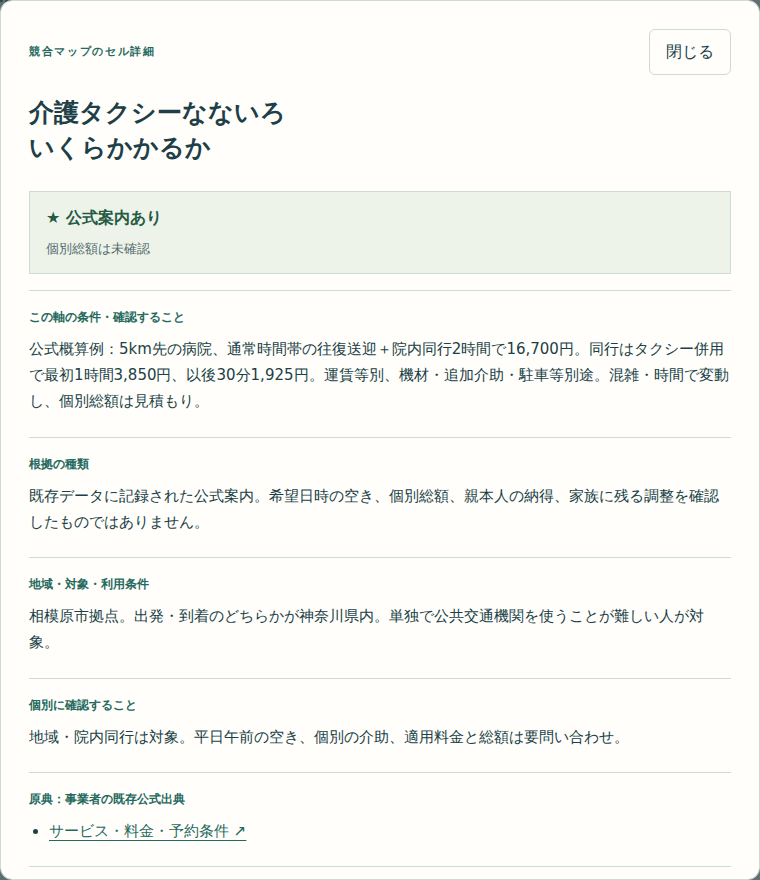 競合マップのセル詳細
閉じる
介護タクシーなないろ
いくらかかるか
★ 公式案内あり
個別総額は未確認
この軸の条件・確認すること
公式概算例：5km先の病院、通常時間帯の往復送迎＋院内同行2時間で16,700円。同行はタクシー併用
で最初1時間3,850円、以後30分1,925円。運賃等別、機材・追加介助・駐車等別途。混雑・時間で変動
し、個別総額は見積もり。
根拠の種類
既存データに記録された公式案内。希望日時の空き、個別総額、親本人の納得、家族に残る調整を確認
したものではありません。
地域・対象・利用条件
相模原市拠点。出発・到着のどちらかが神奈川県内。単独で公共交通機関を使うことが難しい人が対
象。
個別に確認すること
地域・院内同行は対象。平日午前の空き、個別の介助、適用料金と総額は要問い合わせ。
原典：事業者の既存公式出典
• サービス・料金・予約条件 ↗